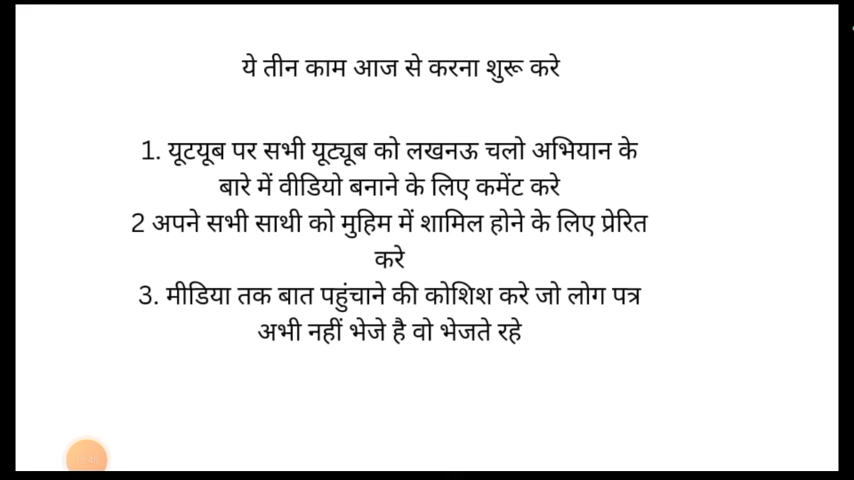 ये तीन काम आज से करना शुरू करे
1. यूटयूब पर सभी यूट्यूब को लखनऊ चलो अभियान के
बारे में वीडियो बनाने के लिए कमेंट करे
2 अपने सभी साथी को मुहिम में शामिल होने के लिए प्रेरित
करे
3. मीडिया तक बात पहुंचाने की कोशिश करे जो लोग पत्र
अभी नहीं भेजे है वो भेजते रहे